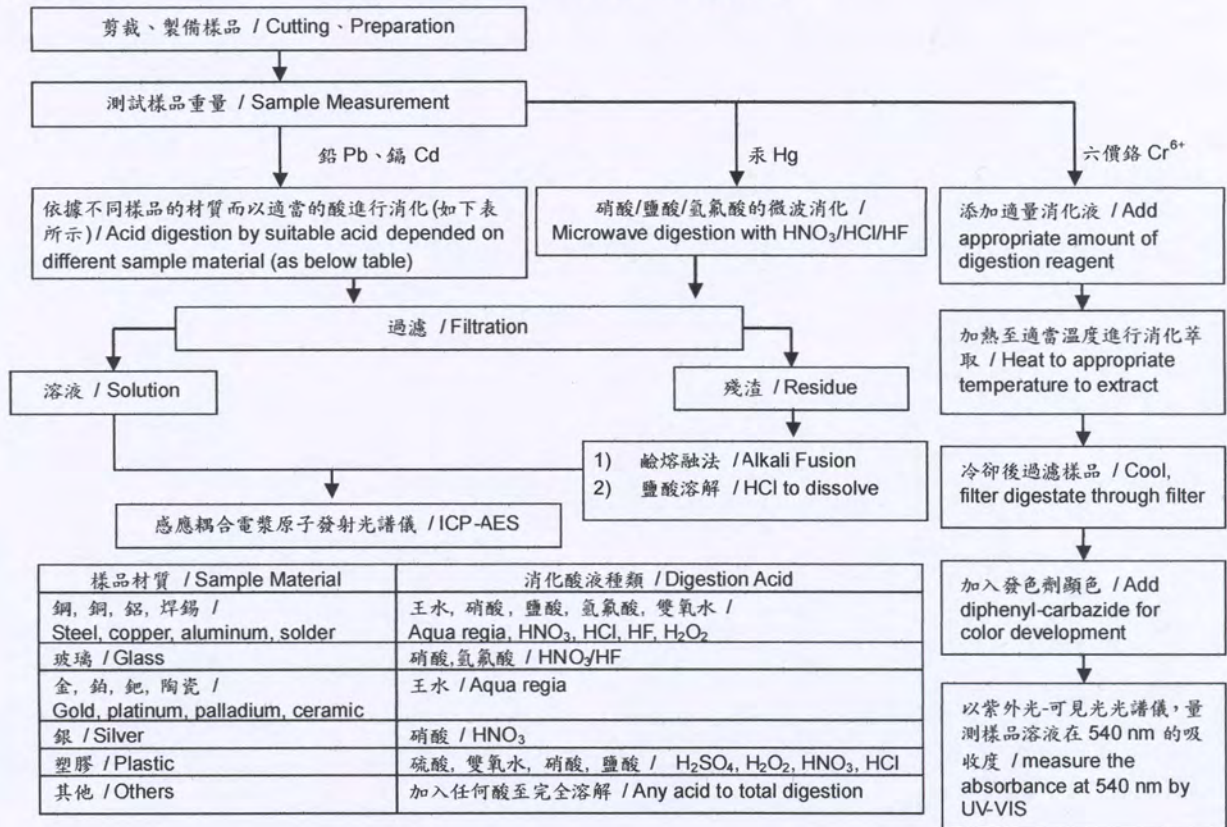 剪裁、製備樣品 / Cutting、Preparation
測試樣品重量 / Sample Measurement
鉛 Pb、鎘 Cd
汞 Hg
六價鉻 Cr⁶⁺
依據不同樣品的材質而以適當的酸進行消化(如下表
所示) / Acid digestion by suitable acid depended on
different sample material (as below table)
硝酸/鹽酸/氫氟酸的微波消化 /
Microwave digestion with HNO₃/HCl/HF
添加適量消化液 / Add
appropriate amount of
digestion reagent
過濾 / Filtration
加熱至適當溫度進行消化萃
取 / Heat to appropriate
temperature to extract
溶液 / Solution
殘渣 / Residue
1) 鹼熔融法 / Alkali Fusion
2) 鹽酸溶解 / HCl to dissolve
冷卻後過濾樣品 / Cool,
filter digestate through filter
感應耦合電漿原子發射光譜儀 / ICP-AES
樣品材質 / Sample Material
消化酸液種類 / Digestion Acid
鋼, 銅, 鋁, 焊錫 /
Steel, copper, aluminum, solder
王水, 硝酸, 鹽酸, 氫氟酸, 雙氧水 /
Aqua regia, HNO₃, HCl, HF, H₂O₂
玻璃 / Glass
硝酸,氫氟酸 / HNO₃/HF
金, 鉑, 鈀, 陶瓷 /
Gold, platinum, palladium, ceramic
王水 / Aqua regia
銀 / Silver
硝酸 / HNO₃
塑膠 / Plastic
硫酸, 雙氧水, 硝酸, 鹽酸 / H₂SO₄, H₂O₂, HNO₃, HCl
其他 / Others
加入任何酸至完全溶解 / Any acid to total digestion
加入發色劑顯色 / Add
diphenyl-carbazide for
color development
以紫外光-可見光光譜儀,量
測樣品溶液在 540 nm 的吸
收度 / measure the
absorbance at 540 nm by
UV-VIS